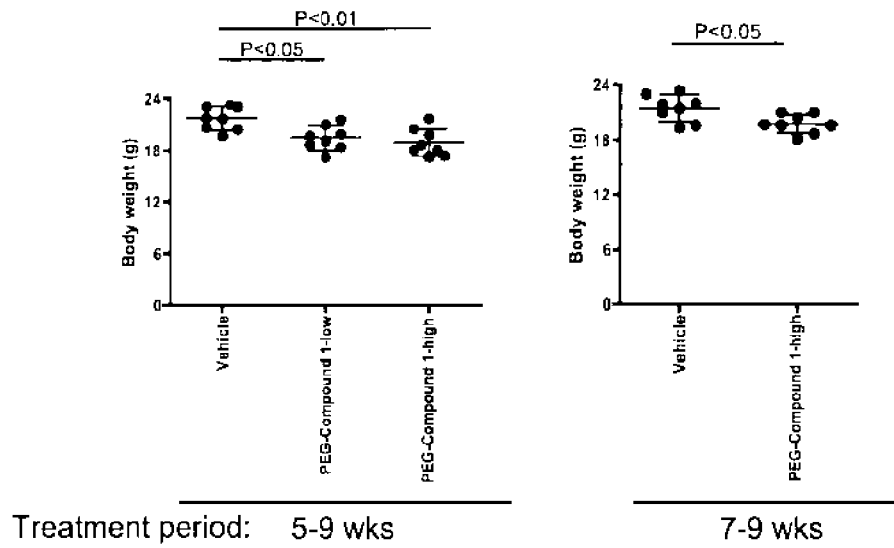 P<0.01
P<0.05
Body weight (g)
24
18
12
6
0
Vehicle
PEG-Compound 1-low
PEG-Compound 1-high
P<0.05
Body weight (g)
24
18
12
6
0
Vehicle
PEG-Compound 1-high
Treatment period: 5-9 wks 7-9 wks